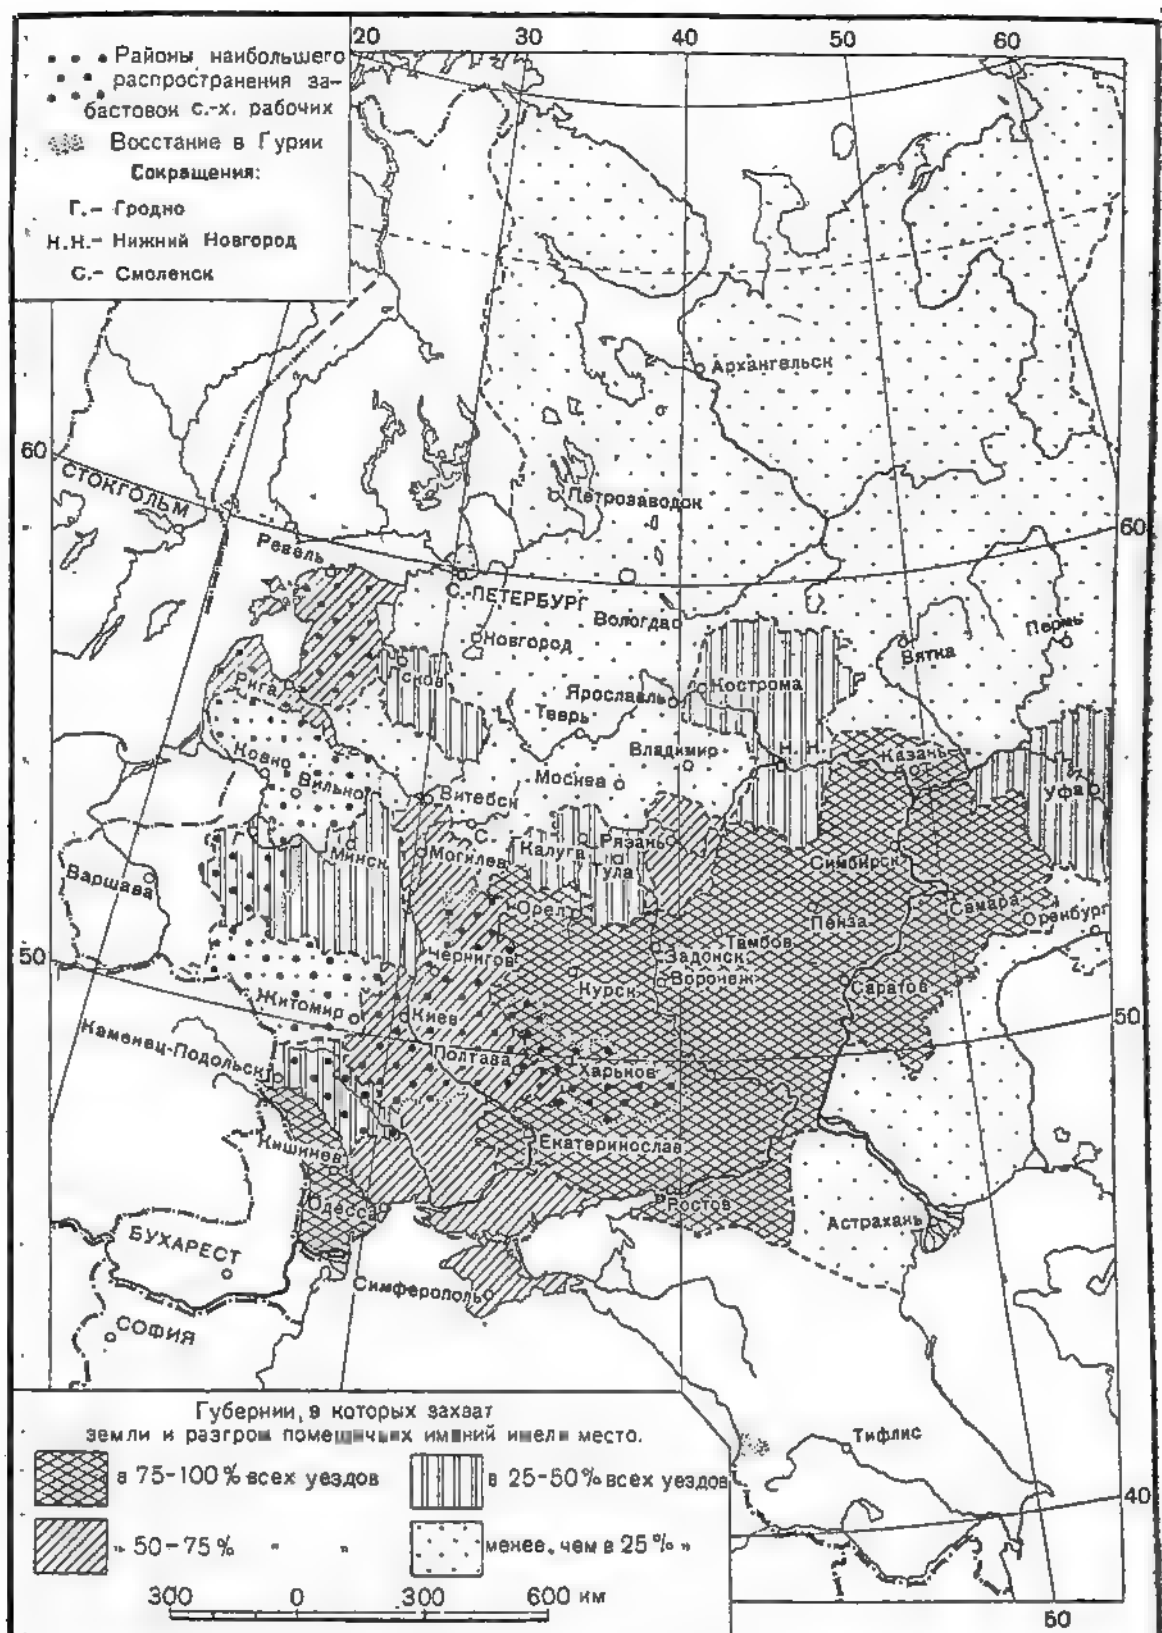 Районы наибольшего
распространения за-
бастовок с.-х. рабочих
Восстание в Гурии
Сокращения:
Г.- Гродно
Н.Н.- Нижний Новгород
С.- Смоленск
20
30
40
50
60
Архангельск
60
СТОКГОЛЬМ
Петрозаводск
60
Ревель
С.-ПЕТЕРБУРГ
Вологда
Новгород
Пермь
Вятка
Псков
Рига
Ярославль
Кострома
Тверь
Владимир
Н.Н.
Казань
Ковно
Вильно
Москва
Витебск
Уфа
С.
Минск
Могилев
Калуга
Рязань
Тула
Симбирск
Варшава
Орел
Пенза
Самара
Оренбург
50
Чернигов
Тамбов
Задонск
Воронеж
Курск
Саратов
Житомир
Киев
50
Каменец-Подольск
Полтава
Харьков
Кишинев
Екатеринослав
Одесса
Ростов
Астрахань
БУХАРЕСТ
Симферополь
СОФИЯ
Губернии, в которых захват
земли и разгром помещичьих имений имели место.
Тифлис
в 75-100% всех уездов
в 25-50% всех уездов
40
„ 50-75% „ „
менее, чем в 25% „
300 0 300 600 км
50